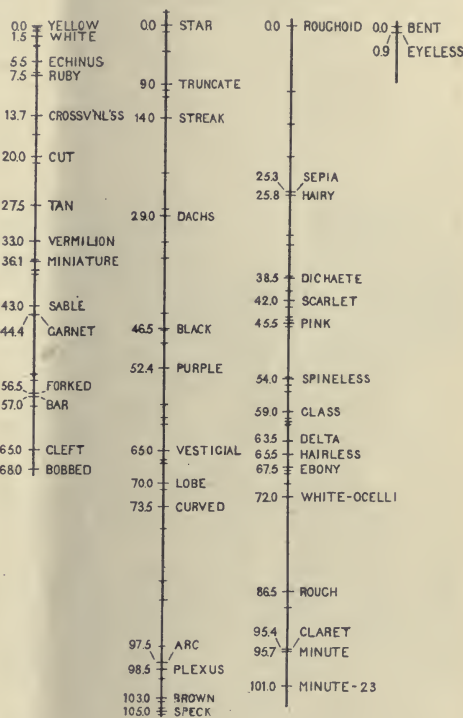 0.0 YELLOW
1.5 WHITE
5.5 ECHINUS
7.5 RUBY
13.7 CROSSV'NL'SS
20.0 CUT
27.5 TAN
33.0 VERMILION
36.1 MINIATURE
43.0 SABLE
44.4 GARNET
56.5 FORKED
57.0 BAR
65.0 CLEFT
68.0 BOBBED
0.0 STAR
9.0 TRUNCATE
14.0 STREAK
29.0 DACHS
46.5 BLACK
52.4 PURPLE
65.0 VESTIGIAL
70.0 LOBE
73.5 CURVED
97.5 ARC
98.5 PLEXUS
103.0 BROWN
105.0 SPECK
0.0 ROUGHOID
25.3 SEPIA
25.8 HAIRY
38.5 DICHAETE
42.0 SCARLET
45.5 PINK
54.0 SPINELESS
59.0 GLASS
63.5 DELTA
65.5 HAIRLESS
67.5 EBONY
72.0 WHITE-OCELLI
86.5 ROUGH
95.4 CLARET
95.7 MINUTE
101.0 MINUTE-23
0.0 BENT
0.9 EYELESS